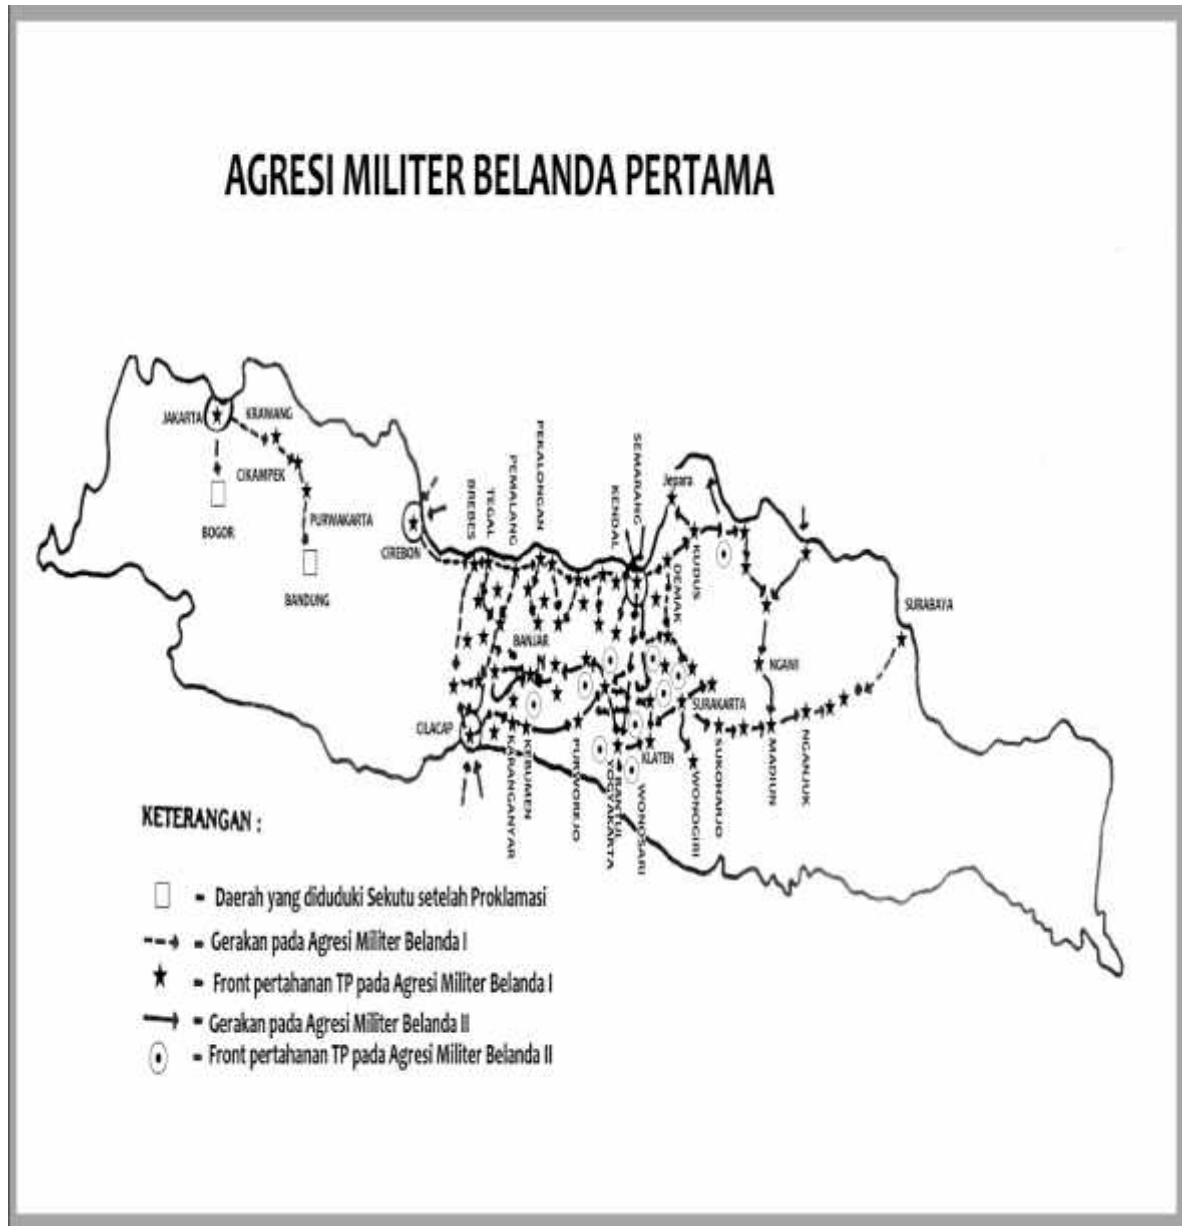 AGRESI MILITER BELANDA PERTAMA
JAKARTA
KRAWANG
CIKAMPEK
BOGOR
PURWAKARTA
BANDUNG
CIREBON
BREBES
TEGAL
PEMALANG
PEKALONGAN
KENDAL
SEMARANG
Jepara
KUDUS
DEMAK
SURABAYA
BANJAR
N
NGAWI
CILACAP
SURAKARTA
KLATEN
KARANGANYAR
KEBUMEN
PURWOREJO
YOGYAKARTA
BANTUL
WONOSARI
WONOGIRI
SUKOHARJO
MADIUN
NGANJUK
KETERANGAN :
= Daerah yang diduduki Sekutu setelah Proklamasi
= Gerakan pada Agresi Militer Belanda I
= Front pertahanan TP pada Agresi Militer Belanda I
= Gerakan pada Agresi Militer Belanda II
= Front pertahanan TP pada Agresi Militer Belanda II